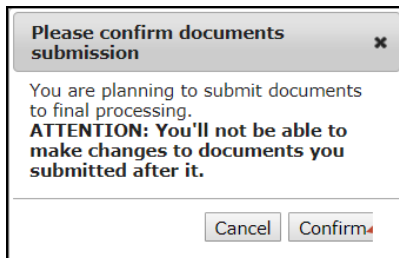 Please confirm documents
submission
You are planning to submit documents
to final processing.
ATTENTION: You'll not be able to
make changes to documents you
submitted after it.
Cancel Confirm